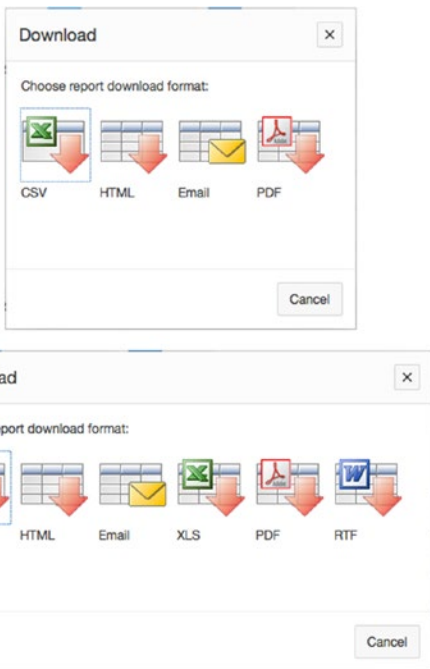 Download
Choose report download format:
CSV HTML Email PDF
Cancel
ad
port download format:
HTML Email XLS PDF RTF
Cancel